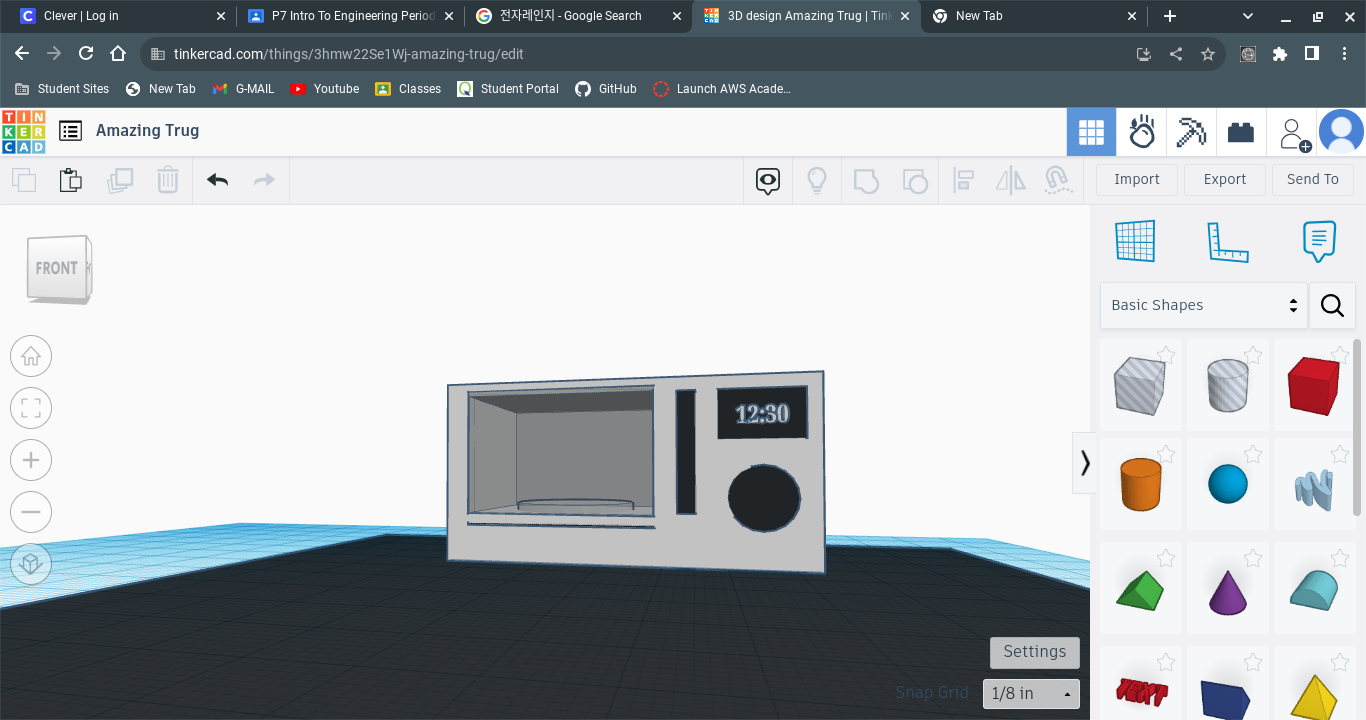 Clever | Log in
P7 Intro To Engineering Period
전자레인지 - Google Search
3D design Amazing Trug | Tin
New Tab
tinkercad.com/things/3hmw22Se1Wj-amazing-trug/edit
Student Sites
New Tab
G-MAIL
Youtube
Classes
Student Portal
GitHub
Launch AWS Acade...
TIN
KER
CAD
Amazing Trug
Import
Export
Send To
FRONT
Basic Shapes
12:30
TEXT
Settings
Snap Grid
1/8 in